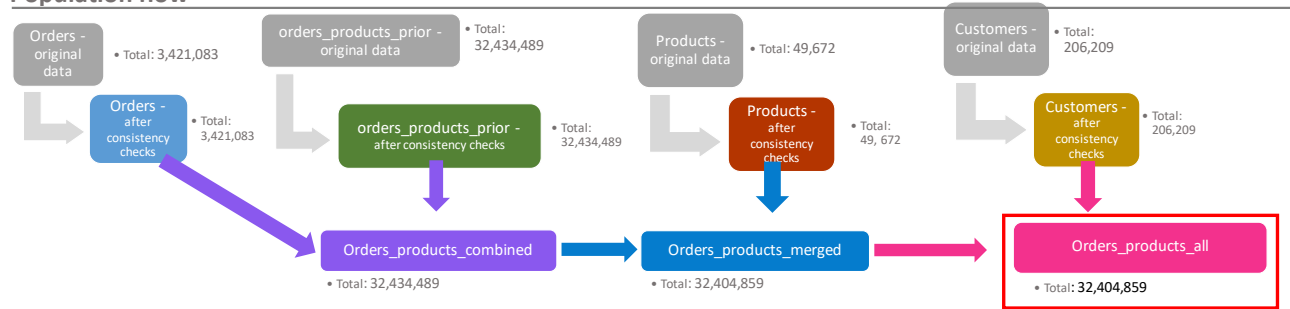 Population flow
Orders -
original
data
• Total: 3,421,083
orders_products_prior -
original data
• Total:
32,434,489
Products -
original data
• Total: 49,672
Customers -
original data
• Total:
206,209
Orders -
after
consistency
checks
• Total:
3,421,083
orders_products_prior -
after consistency checks
• Total:
32,434,489
Products -
after
consistency
checks
• Total:
49, 672
Customers -
after
consistency
checks
• Total:
206,209
Orders_products_combined
• Total: 32,434,489
Orders_products_merged
• Total: 32,404,859
Orders_products_all
• Total: 32,404,859